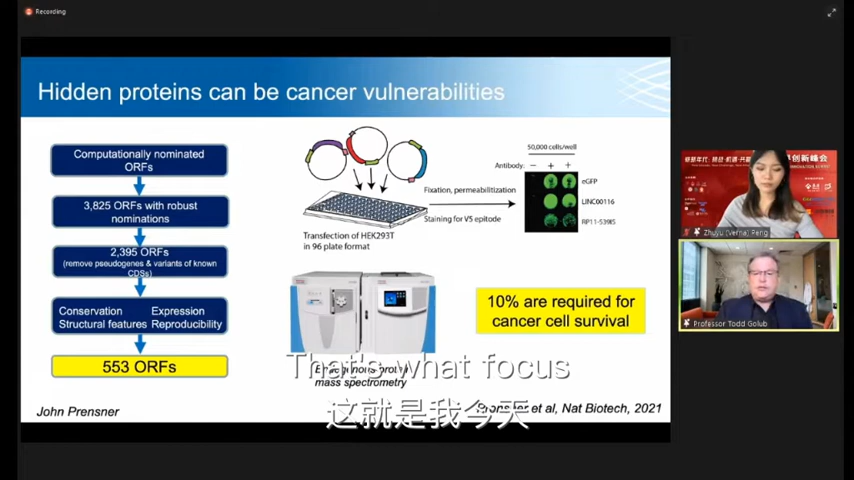 Recording
Hidden proteins can be cancer vulnerabilities
Computationally nominated
ORFs
3,825 ORFs with robust
nominations
2,395 ORFs
(remove pseudogenes & variants of known
CDSs)
Conservation Expression
Structural features Reproducibility
553 ORFs
John Prensner
Transfection of HEK293T
in 96 plate format
Fixation, permeabilization
Staining for V5 epitode
50,000 cells/well
Antibody: − + +
eGFP
LINC00116
RP11-539I5
mass spectrometry
10% are required for
cancer cell survival
et al, Nat Biotech, 2021
That's what focus
这就是我今天
Zhuyu (Verna) Peng
Professor Todd Golub